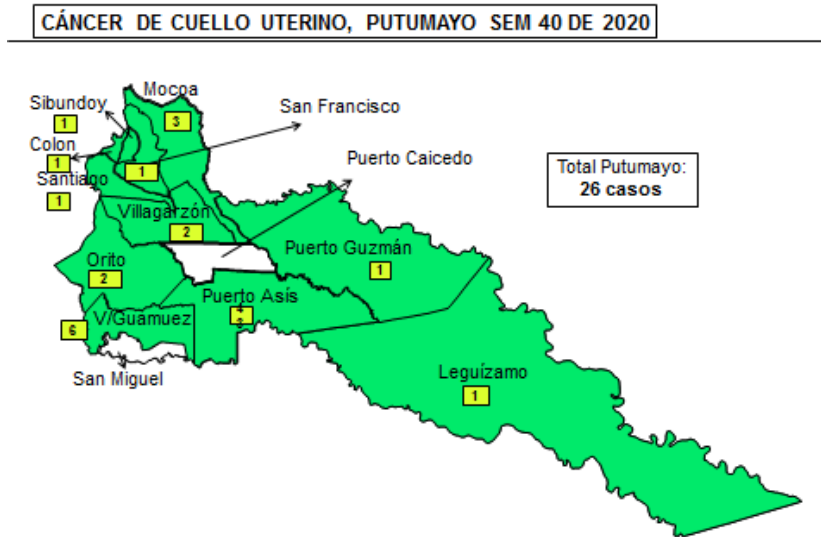 CÁNCER DE CUELLO UTERINO, PUTUMAYO SEM 40 DE 2020
Mocoa
3
Sibundoy
1
San Francisco
1
Colon
1
Puerto Caicedo
Santiago
1
Total Putumayo:
26 casos
Villagarzón
2
Puerto Guzmán
1
Orito
2
Puerto Asís
4
3
V/Guamuez
6
San Miguel
Leguízamo
1